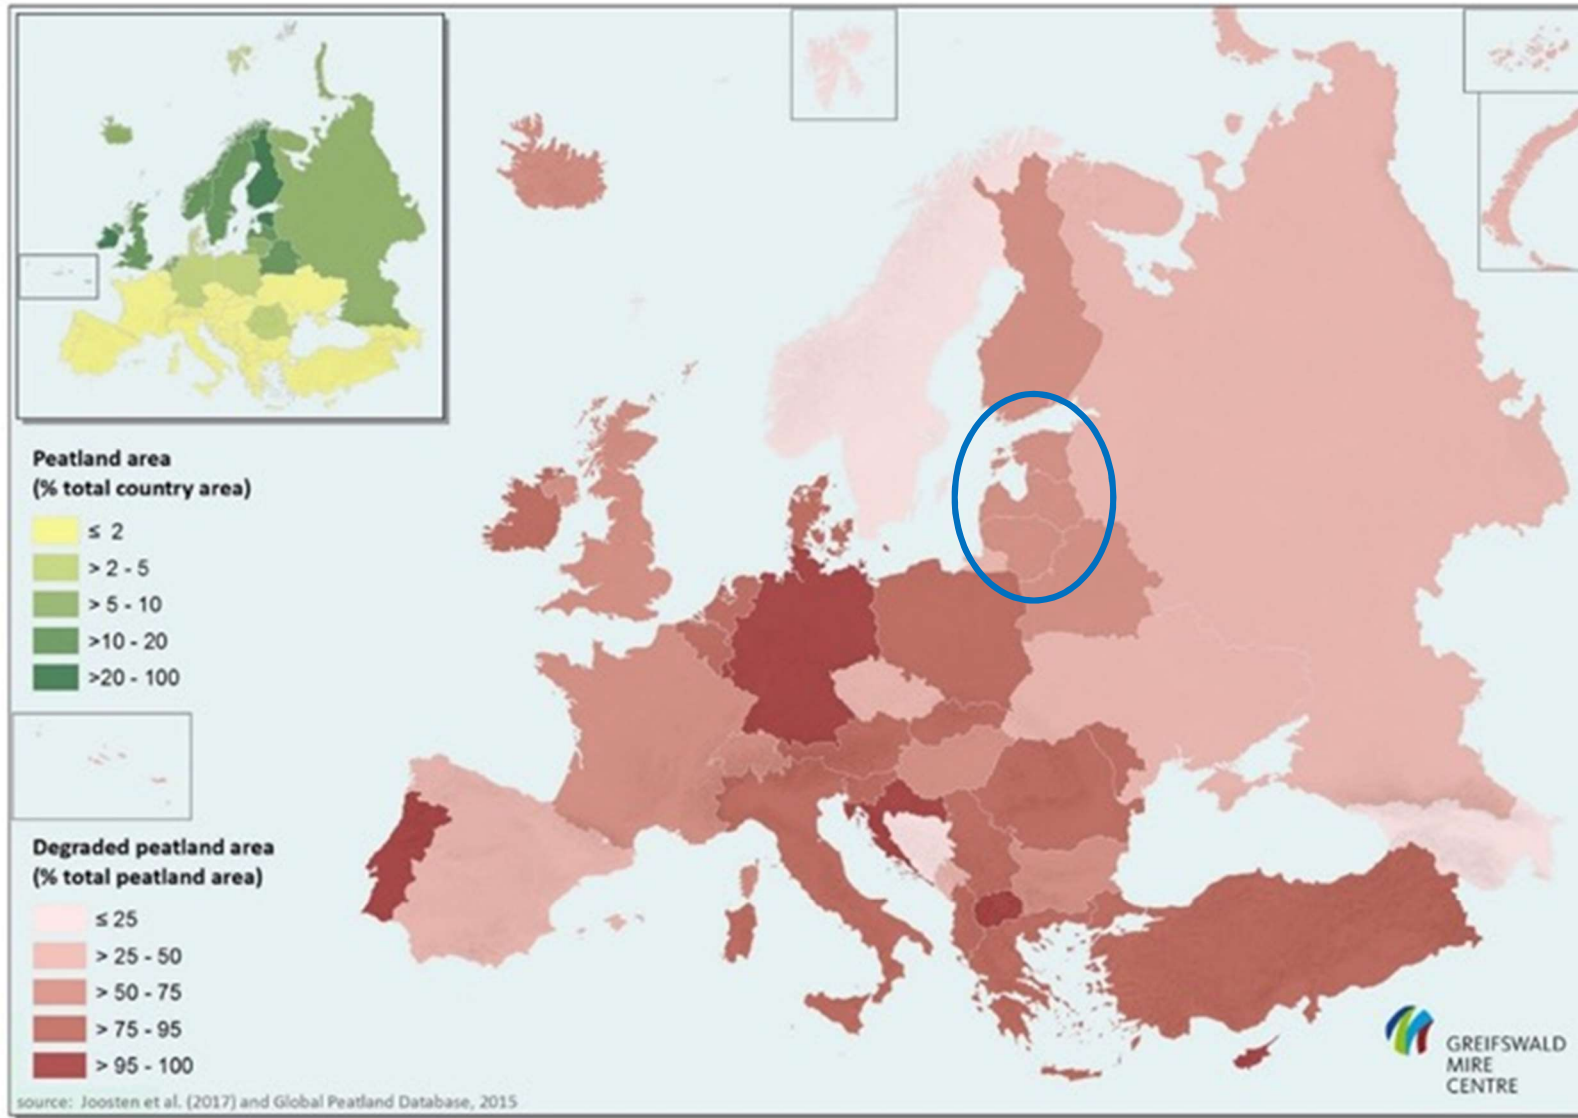 Peatland area
(% total country area)
≤ 2
> 2 - 5
> 5 - 10
>10 - 20
>20 - 100
Degraded peatland area
(% total peatland area)
≤ 25
> 25 - 50
> 50 - 75
> 75 - 95
> 95 - 100
source: Joosten et al. (2017) and Global Peatland Database, 2015
GREIFSWALD
MIRE
CENTRE